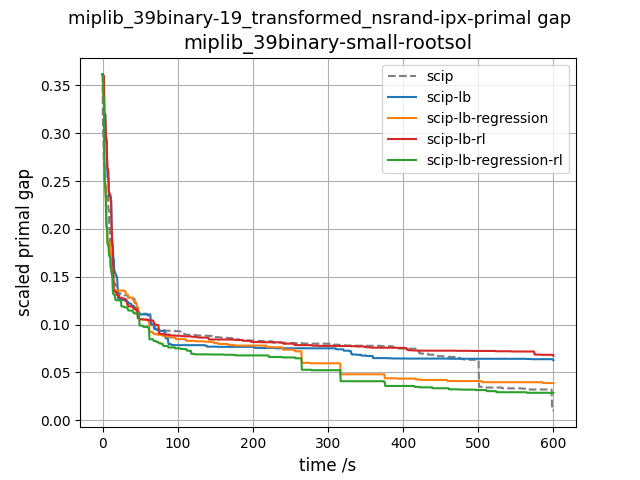 miplib_39binary-19_transformed_nsrand-ipx-primal gap
miplib_39binary-small-rootsol
scaled primal gap
0.35
0.30
0.25
0.20
0.15
0.10
0.05
0.00
scip
scip-lb
scip-lb-regression
scip-lb-rl
scip-lb-regression-rl
0 100 200 300 400 500 600
time /s